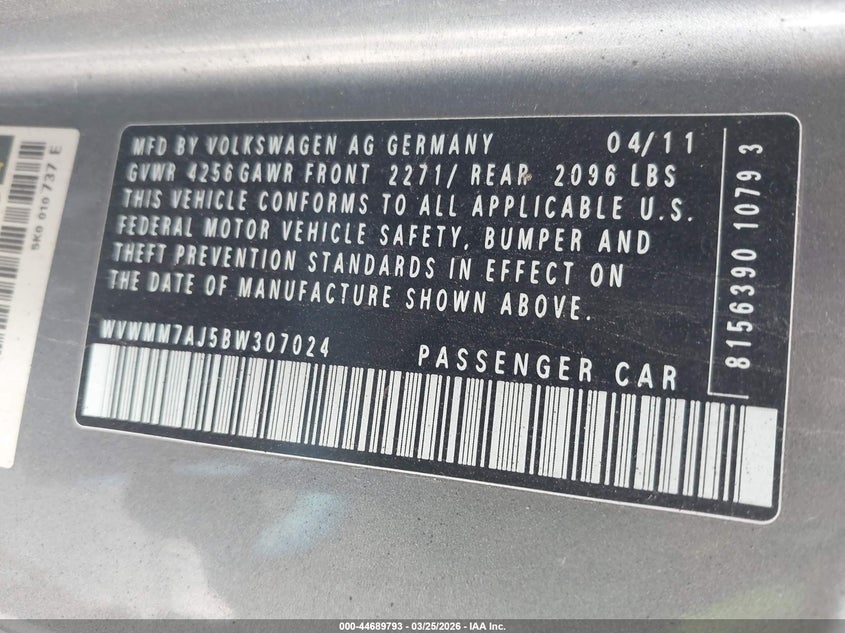 MFD BY VOLKSWAGEN AG GERMANY 04/11
GVWR 4256 GAWR FRONT 2271/ REAR 2096 LBS
THIS VEHICLE CONFORMS TO ALL APPLICABLE U.S.
FEDERAL MOTOR VEHICLE SAFETY, BUMPER AND
THEFT PREVENTION STANDARDS IN EFFECT ON
THE DATE OF MANUFACTURE SHOWN ABOVE.
WVWMM7AJ5BW307024 PASSENGER CAR
8156390 1079 3
5K0 010 737 E
000-44689793 — 03/25/2026 — IAA Inc.